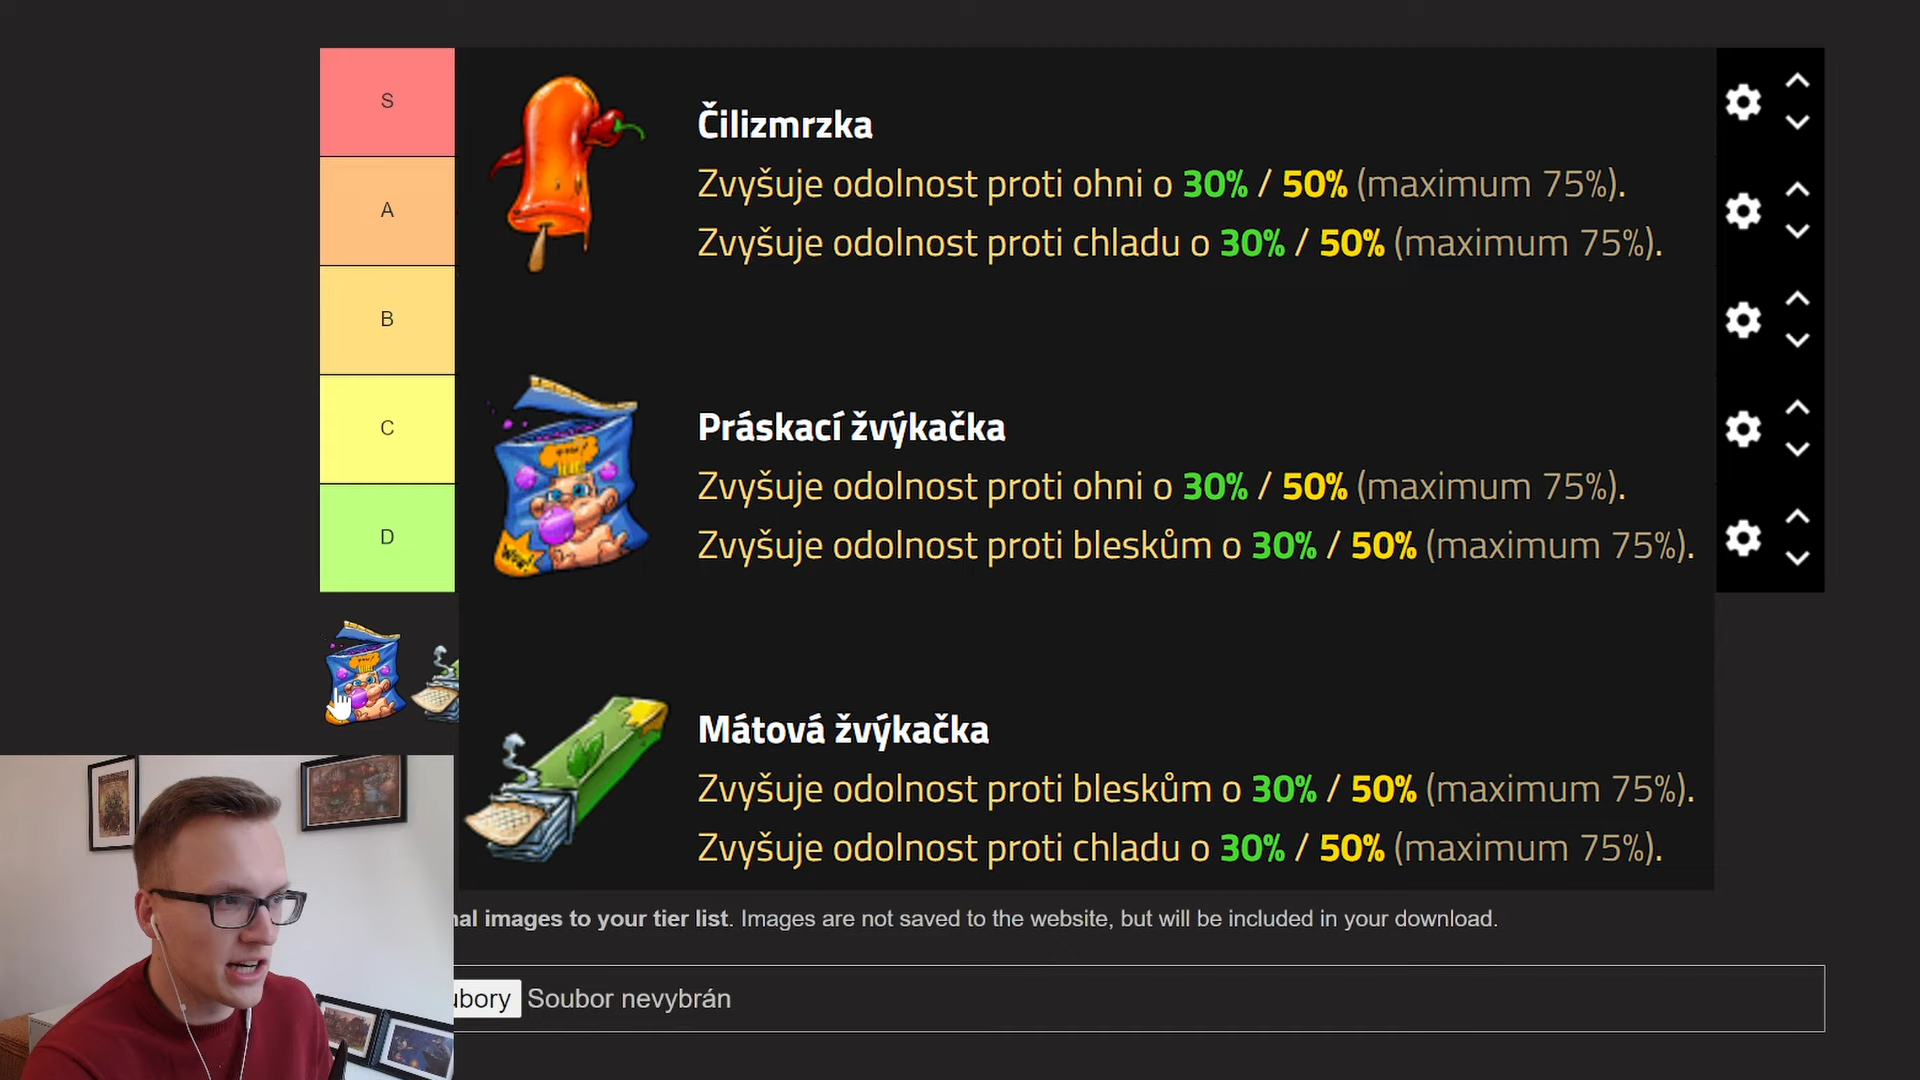 S
A
B
C
D
Čilizmrzka
Zvyšuje odolnost proti ohni o 30% / 50% (maximum 75%).
Zvyšuje odolnost proti chladu o 30% / 50% (maximum 75%).
Práskací žvýkačka
Zvyšuje odolnost proti ohni o 30% / 50% (maximum 75%).
Zvyšuje odolnost proti bleskům o 30% / 50% (maximum 75%).
Mátová žvýkačka
Zvyšuje odolnost proti bleskům o 30% / 50% (maximum 75%).
Zvyšuje odolnost proti chladu o 30% / 50% (maximum 75%).
nal images to your tier list. Images are not saved to the website, but will be included in your download.
ubory Soubor nevybrán